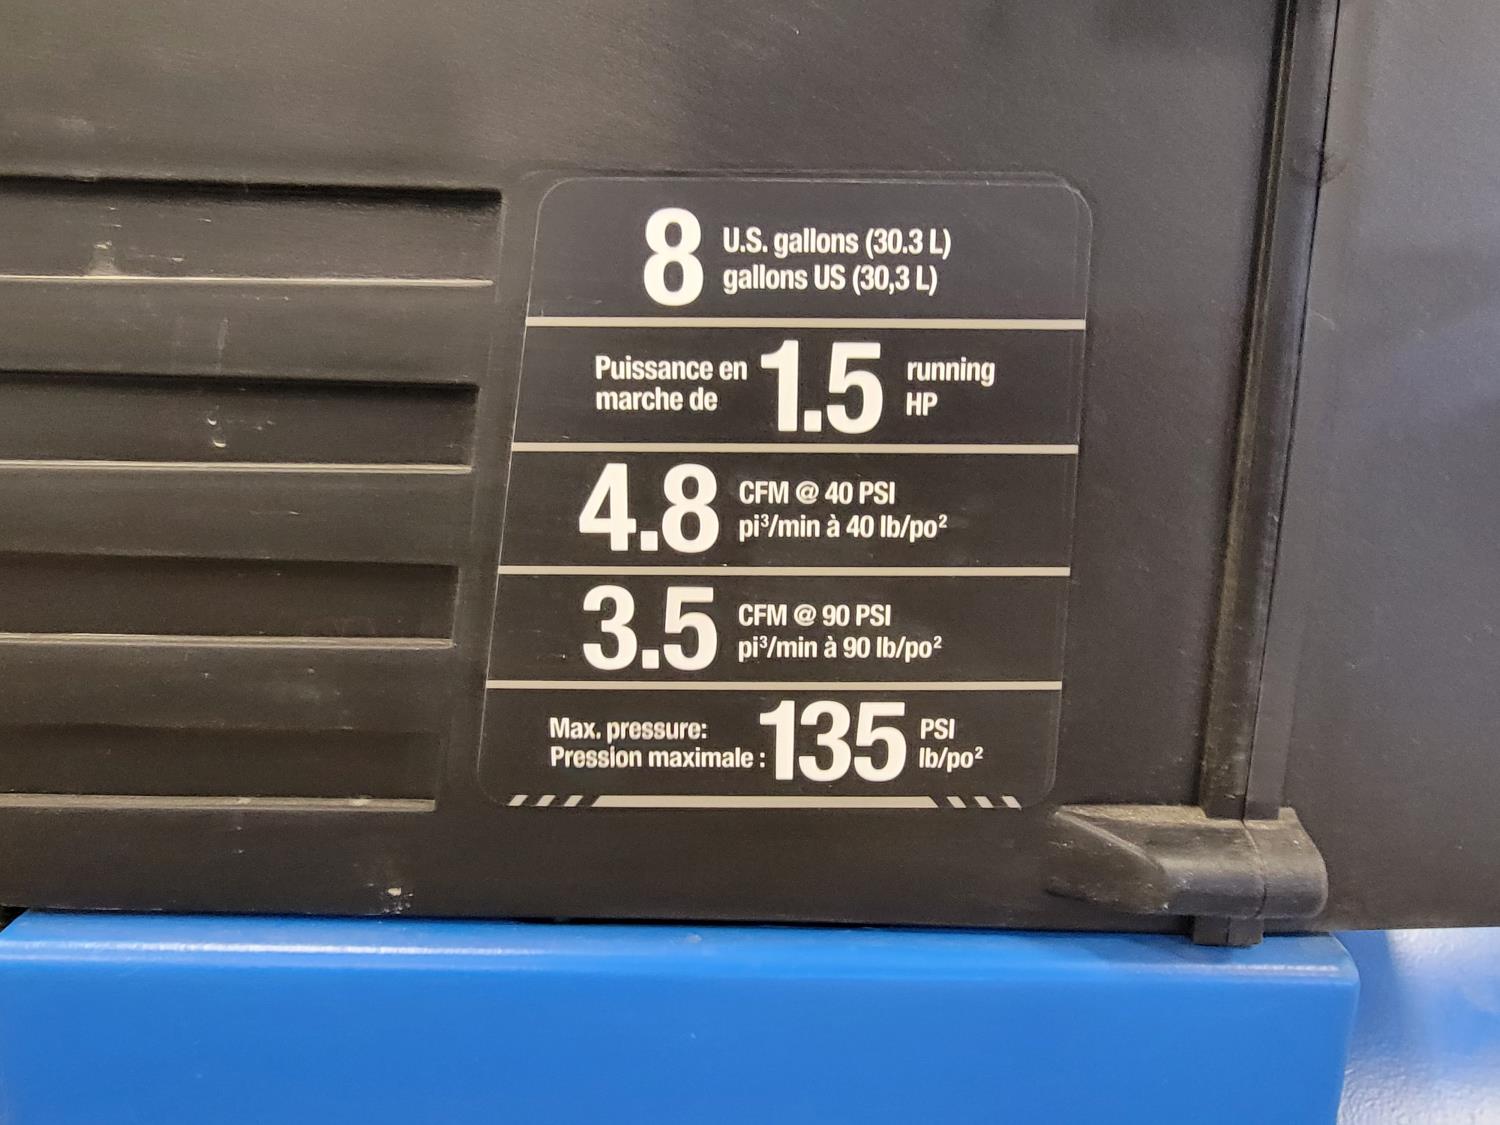 8 U.S. gallons (30.3 L)
gallons US (30,3 L)
Puissance en 1.5 running
marche de HP
4.8 CFM @ 40 PSI
pi³/min à 40 lb/po²
3.5 CFM @ 90 PSI
pi³/min à 90 lb/po²
Max. pressure: 135 PSI
Pression maximale : lb/po²